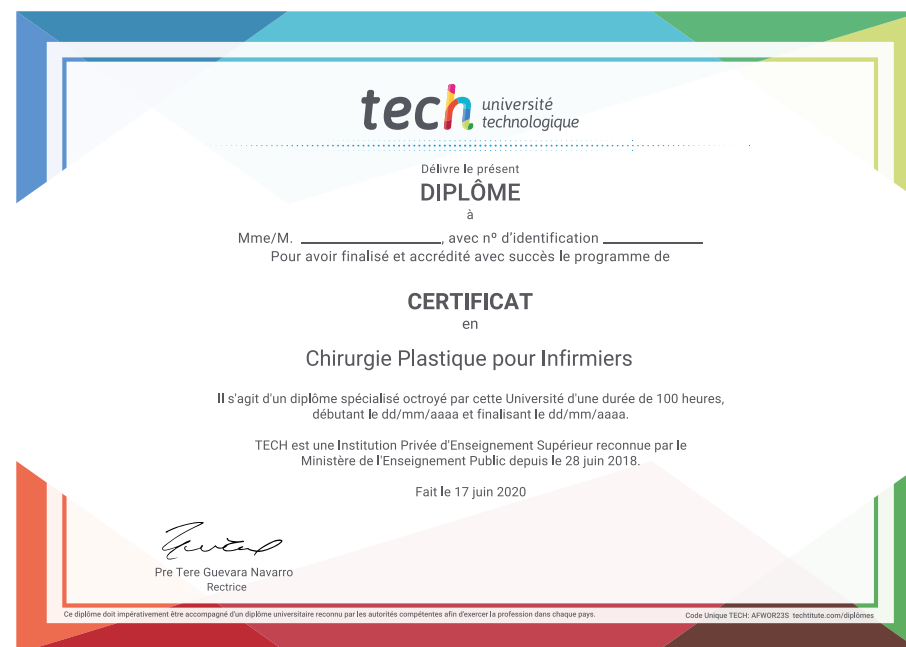 tech université
technologique
Délivre le présent
DIPLÔME
à
Mme/M. ____________________, avec nº d'identification ______________
Pour avoir finalisé et accrédité avec succès le programme de
CERTIFICAT
en
Chirurgie Plastique pour Infirmiers
Il s'agit d'un diplôme spécialisé octroyé par cette Université d'une durée de 100 heures,
débutant le dd/mm/aaaa et finalisant le dd/mm/aaaa.
TECH est une Institution Privée d'Enseignement Supérieur reconnue par le
Ministère de l'Enseignement Public depuis le 28 juin 2018.
Fait le 17 juin 2020
Pre Tere Guevara Navarro
Rectrice
Ce diplôme doit impérativement être accompagné d'un diplôme universitaire reconnu par les autorités compétentes afin d'exercer la profession dans chaque pays.
Code Unique TECH: AFWOR23S techtitute.com/diplômes